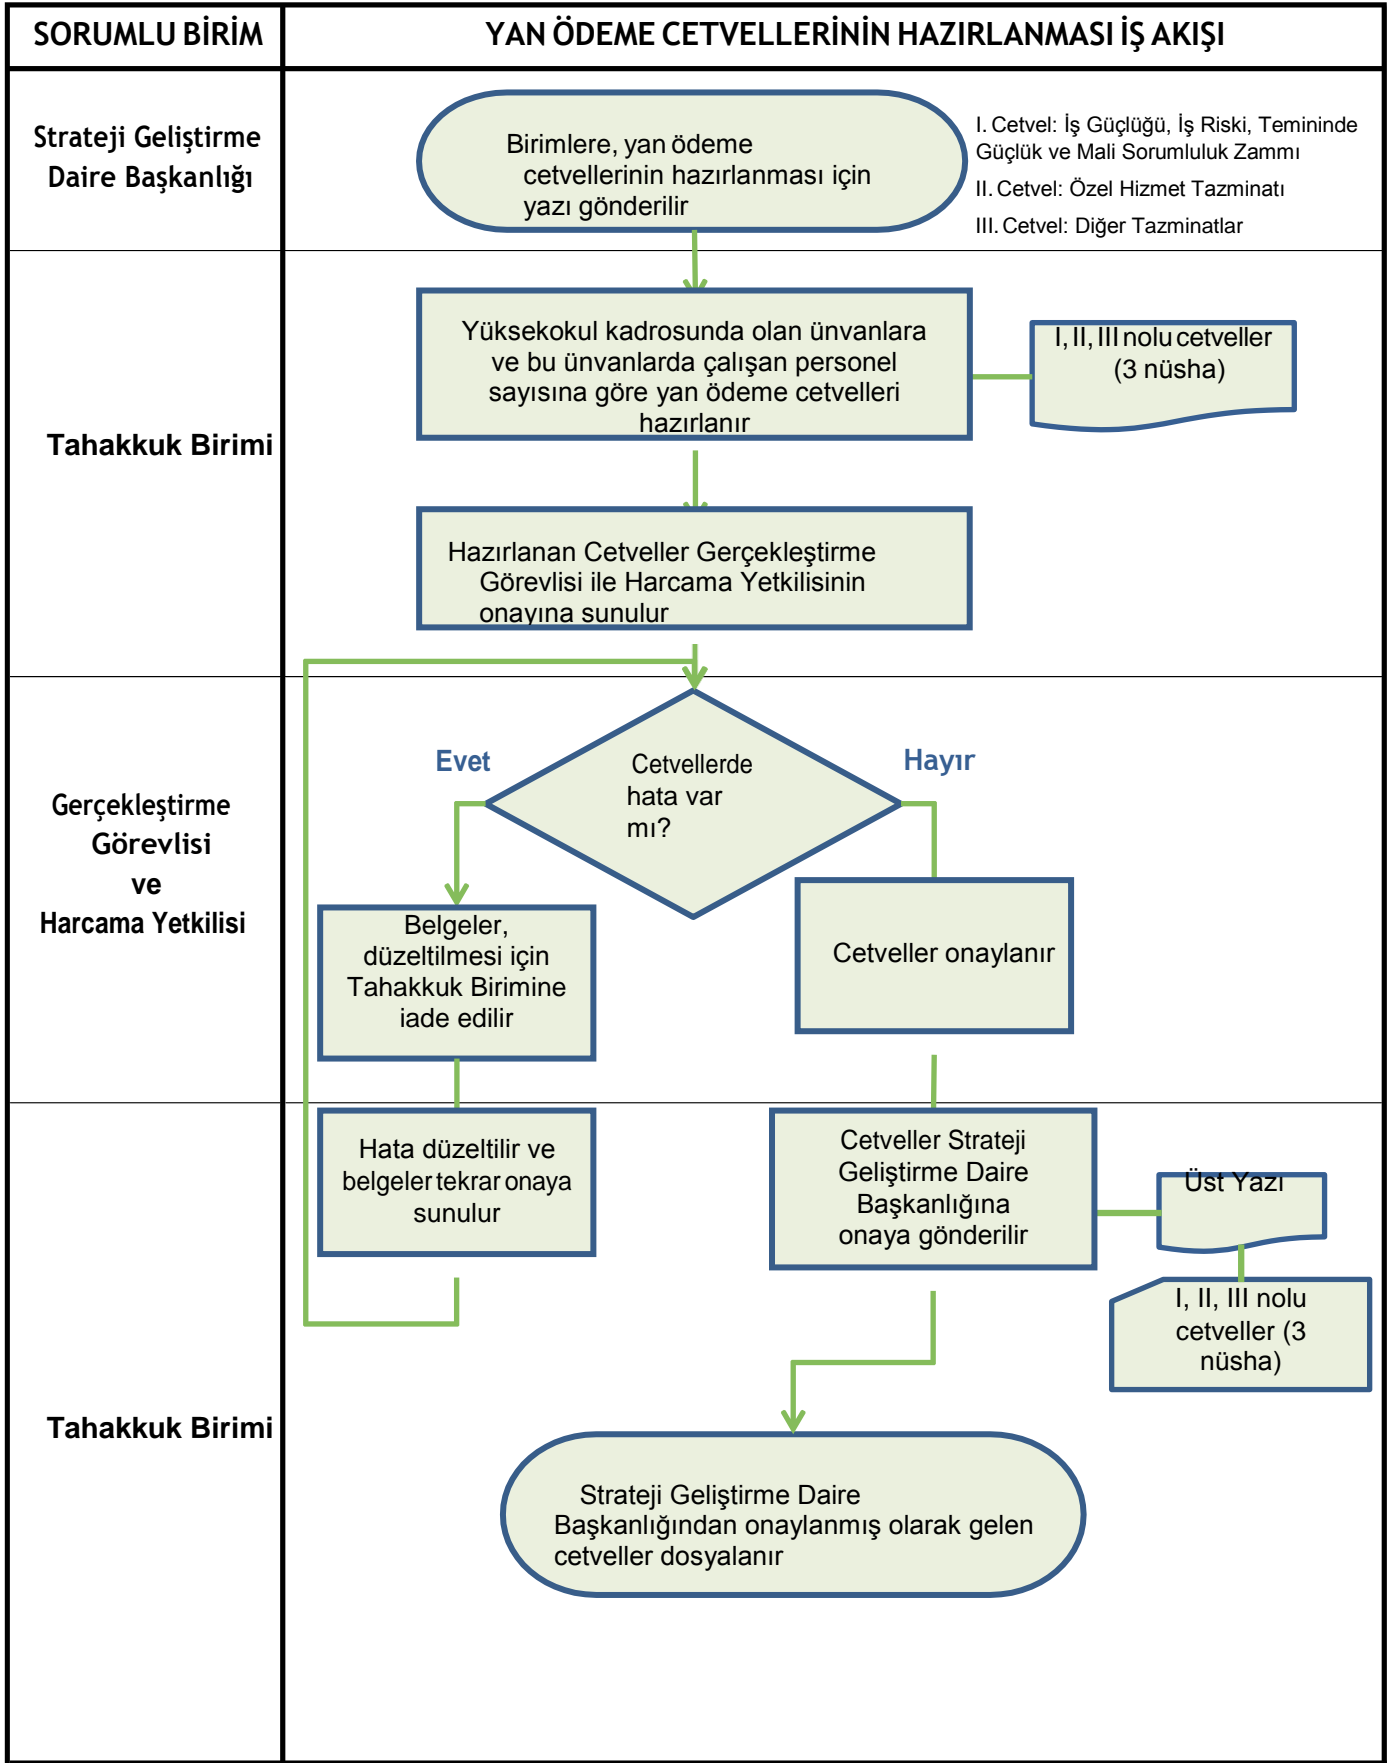 SORUMLU BİRİM
YAN ÖDEME CETVELLERİNİN HAZIRLANMASI İŞ AKIŞI
Strateji Geliştirme
Daire Başkanlığı
Birimlere, yan ödeme
cetvellerinin hazırlanması için
yazı gönderilir
I. Cetvel: İş Güçlüğü, İş Riski, Temininde
Güçlük ve Mali Sorumluluk Zammı
II. Cetvel: Özel Hizmet Tazminatı
III. Cetvel: Diğer Tazminatlar
Tahakkuk Birimi
Yüksekokul kadrosunda olan ünvanlara
ve bu ünvanlarda çalışan personel
sayısına göre yan ödeme cetvelleri
hazırlanır
I, II, III nolu cetveller
(3 nüsha)
Hazırlanan Cetveller Gerçekleştirme
Görevlisi ile Harcama Yetkilisinin
onayına sunulur
Gerçekleştirme
Görevlisi
ve
Harcama Yetkilisi
Evet
Cetvellerde
hata var
mı?
Hayır
Belgeler,
düzeltilmesi için
Tahakkuk Birimine
iade edilir
Cetveller onaylanır
Tahakkuk Birimi
Hata düzeltilir ve
belgeler tekrar onaya
sunulur
Cetveller Strateji
Geliştirme Daire
Başkanlığına
onaya gönderilir
Üst Yazı
I, II, III nolu
cetveller (3
nüsha)
Strateji Geliştirme Daire
Başkanlığından onaylanmış olarak gelen
cetveller dosyalanır